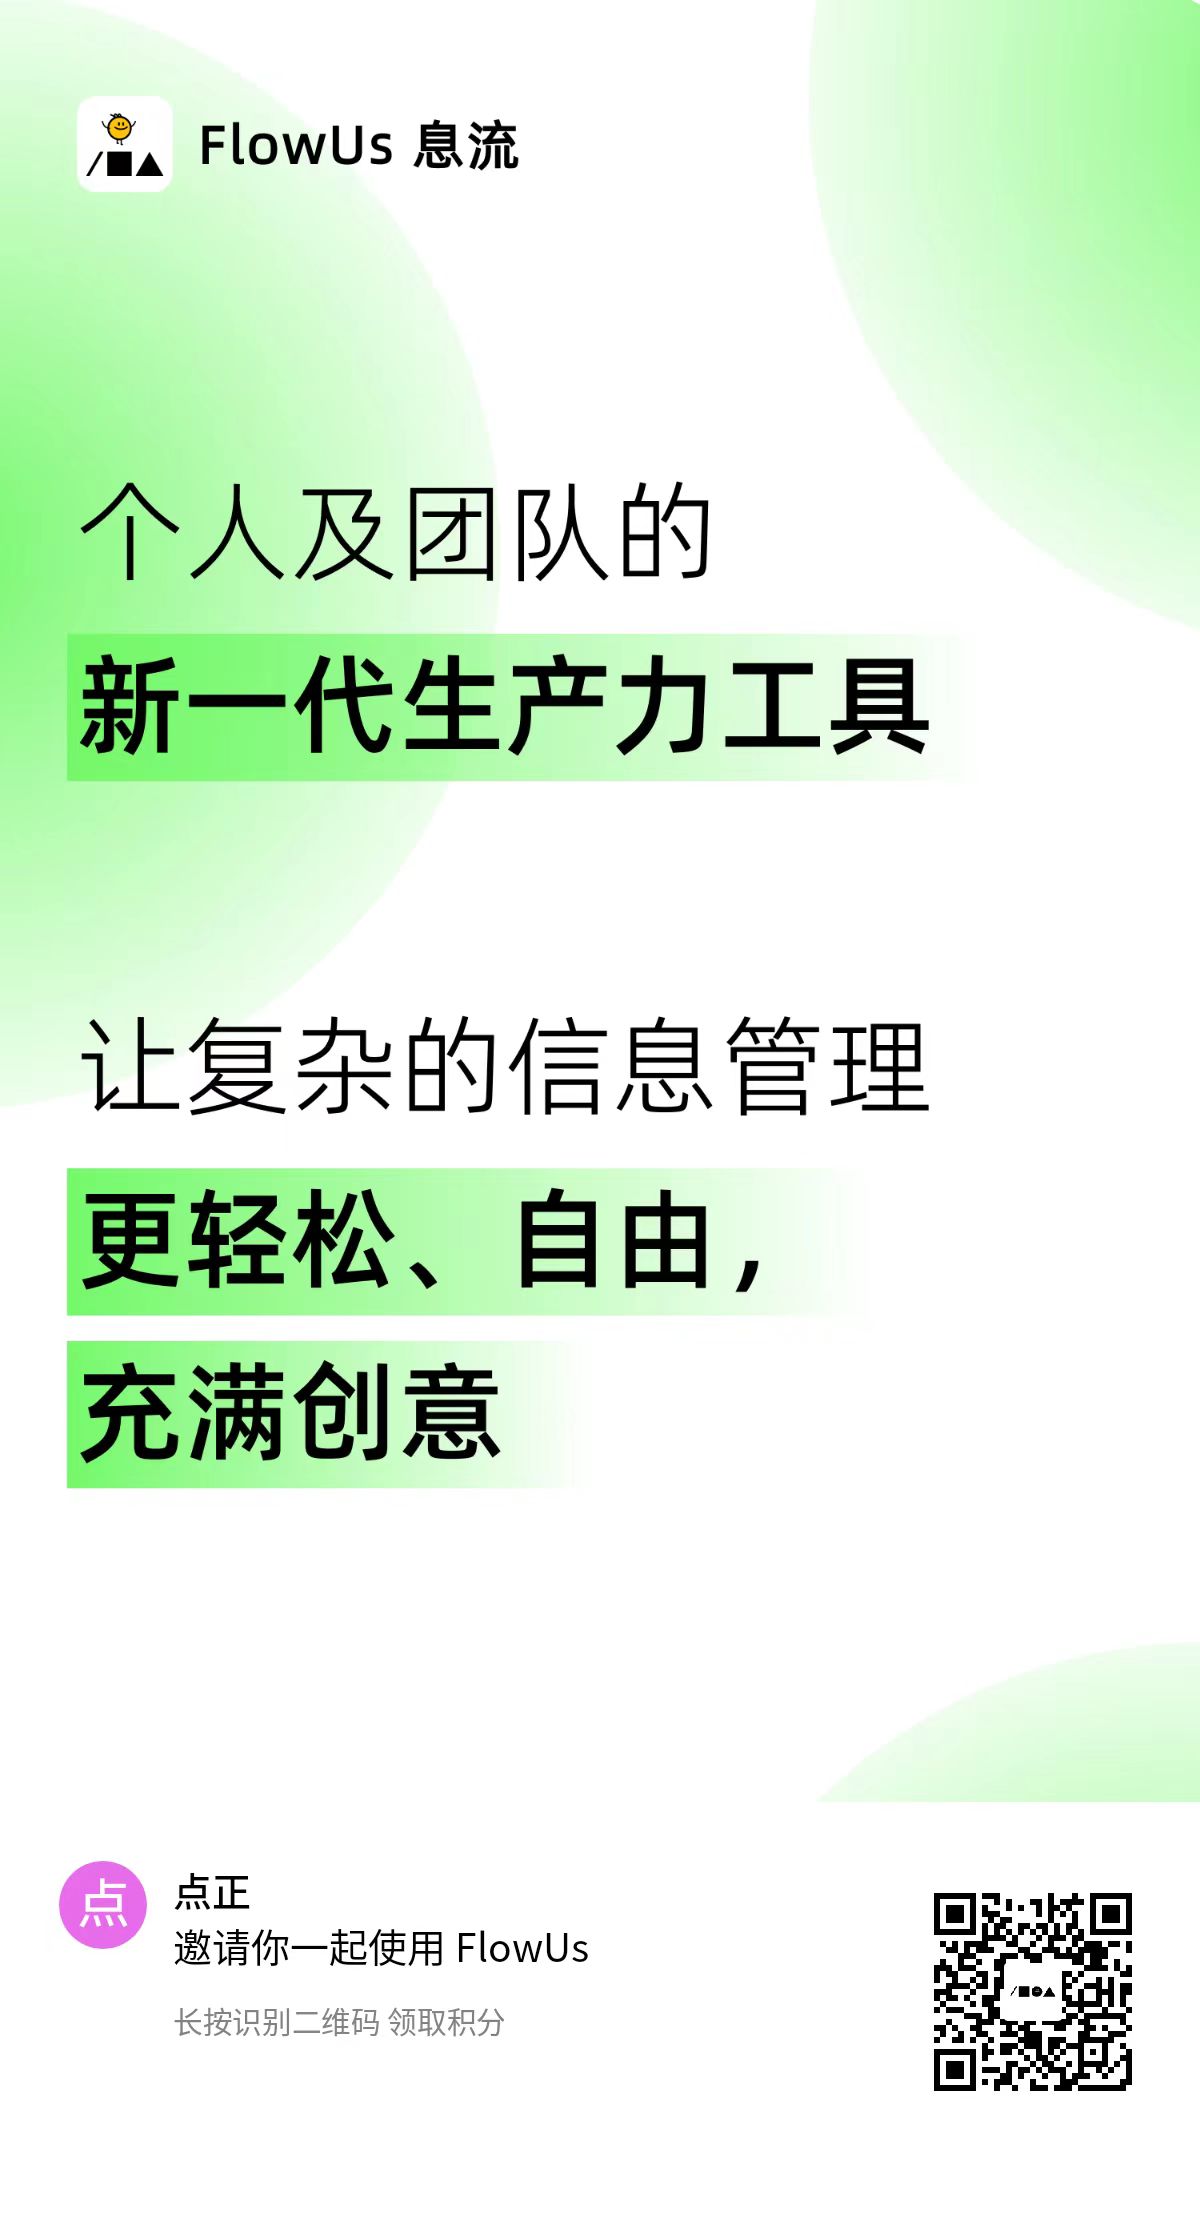 FlowUs 息流
个人及团队的
新一代生产力工具
让复杂的信息管理
更轻松、自由，
充满创意
点
点正
邀请你一起使用 FlowUs
长按识别二维码 领取积分